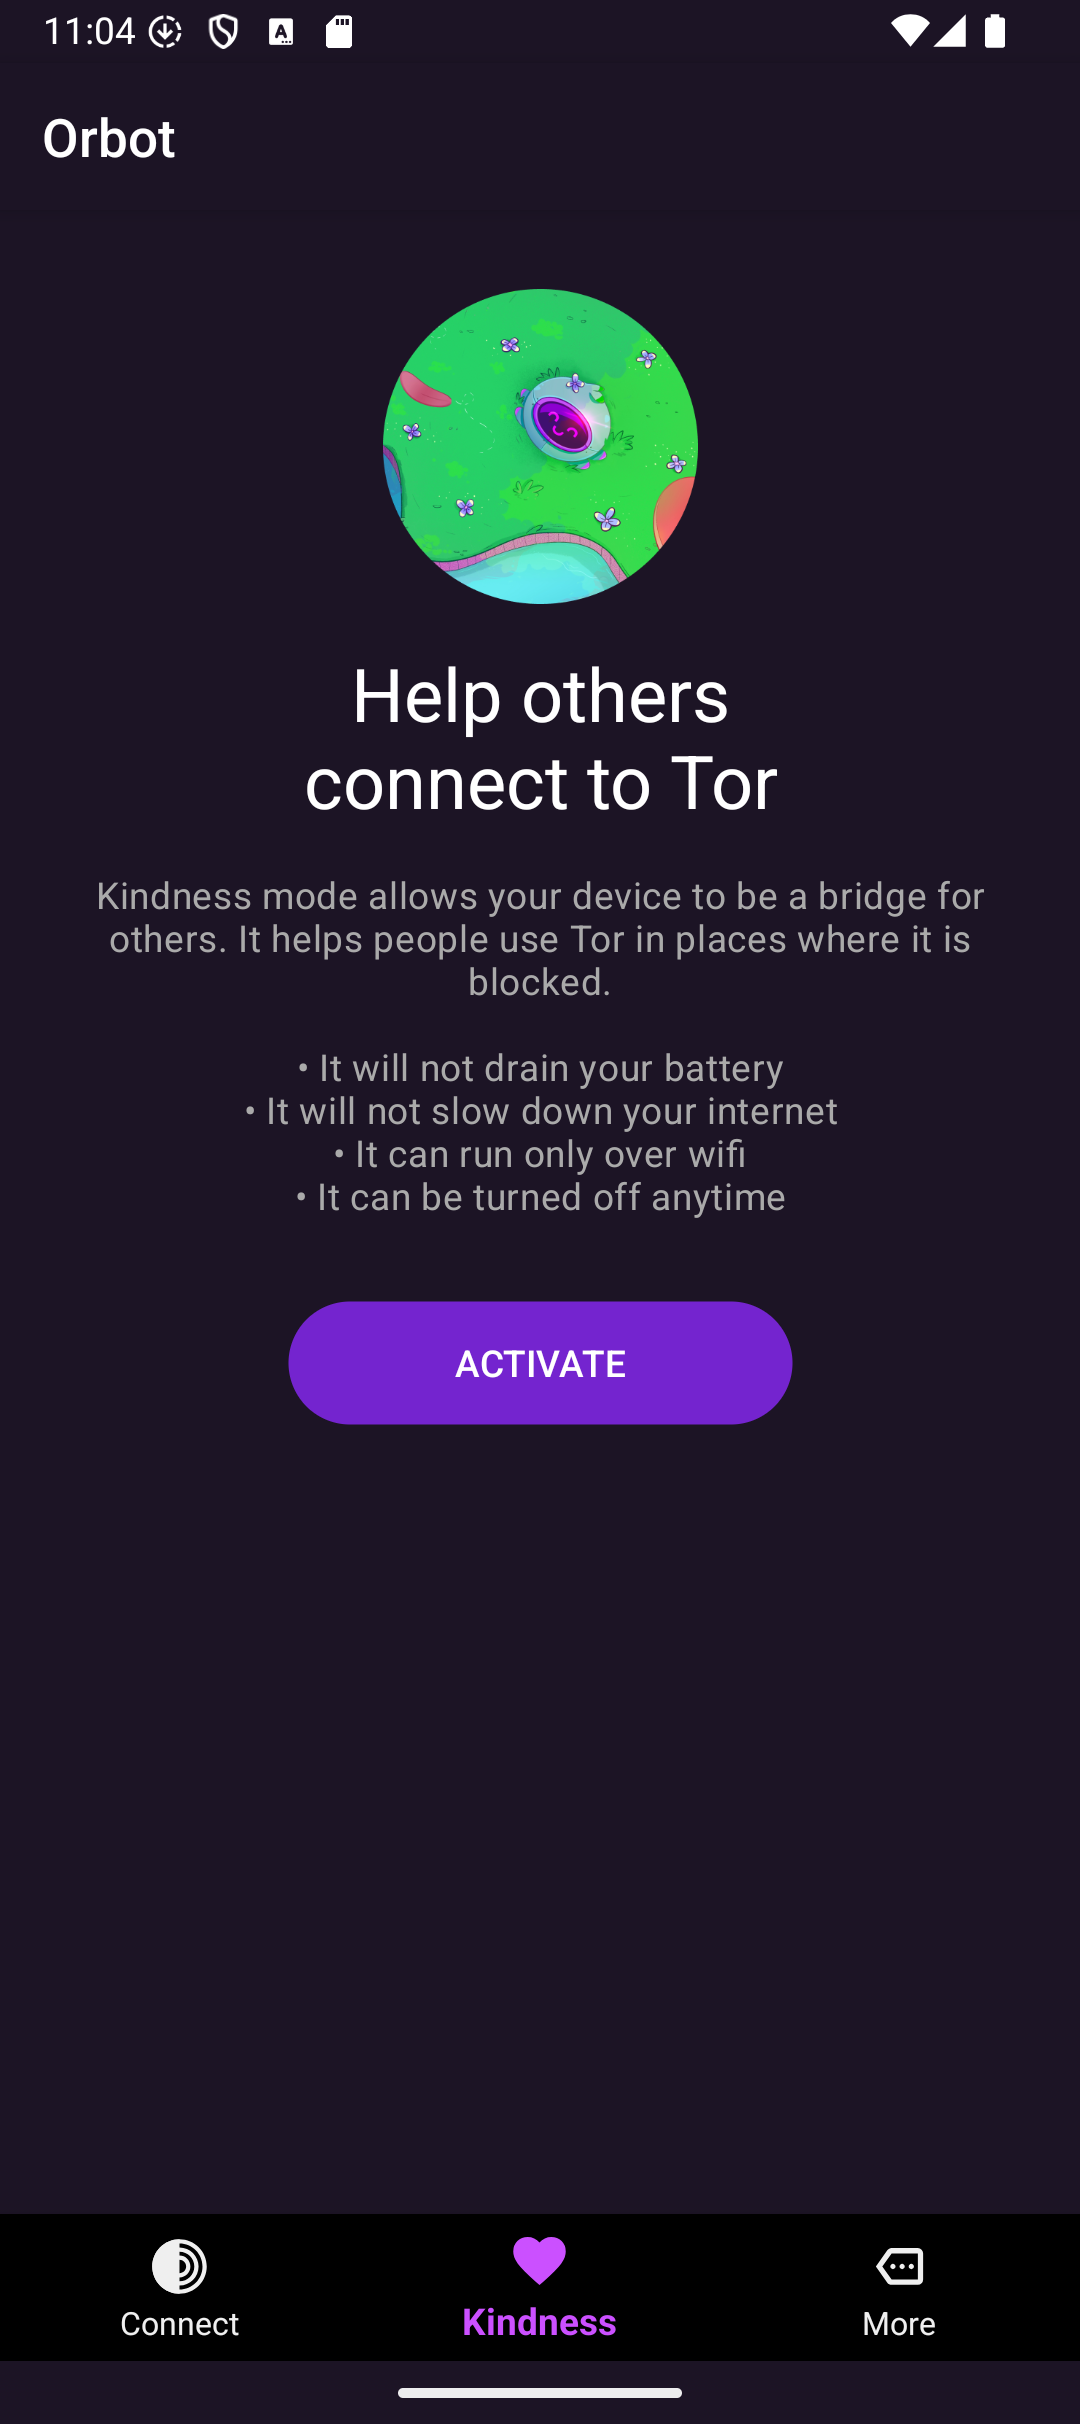 11:04
Orbot
Help others
connect to Tor
Kindness mode allows your device to be a bridge for
others. It helps people use Tor in places where it is
blocked.
• It will not drain your battery
• It will not slow down your internet
• It can run only over wifi
• It can be turned off anytime
ACTIVATE
Connect
Kindness
More